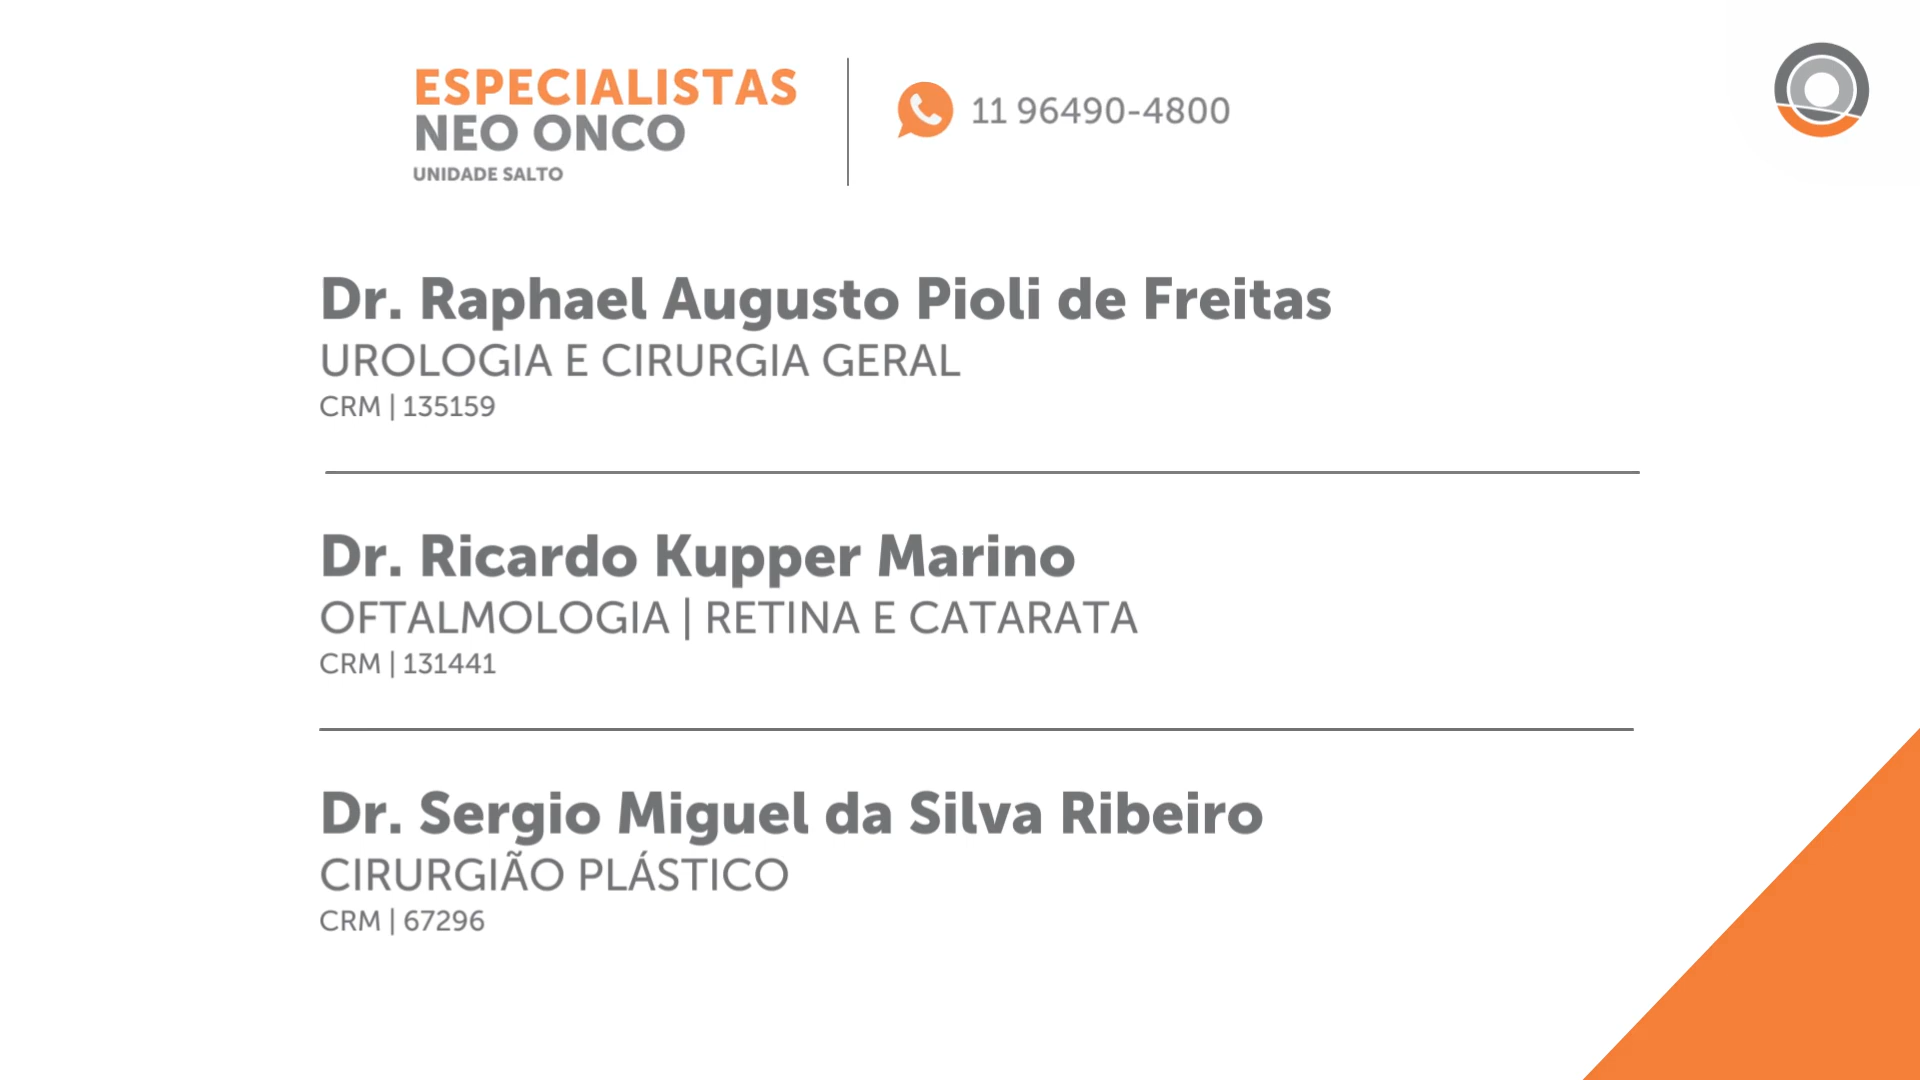 ESPECIALISTAS
NEO ONCO
UNIDADE SALTO
11 96490-4800
Dr. Raphael Augusto Pioli de Freitas
UROLOGIA E CIRURGIA GERAL
CRM | 135159
Dr. Ricardo Kupper Marino
OFTALMOLOGIA | RETINA E CATARATA
CRM | 131441
Dr. Sergio Miguel da Silva Ribeiro
CIRURGIÃO PLÁSTICO
CRM | 67296